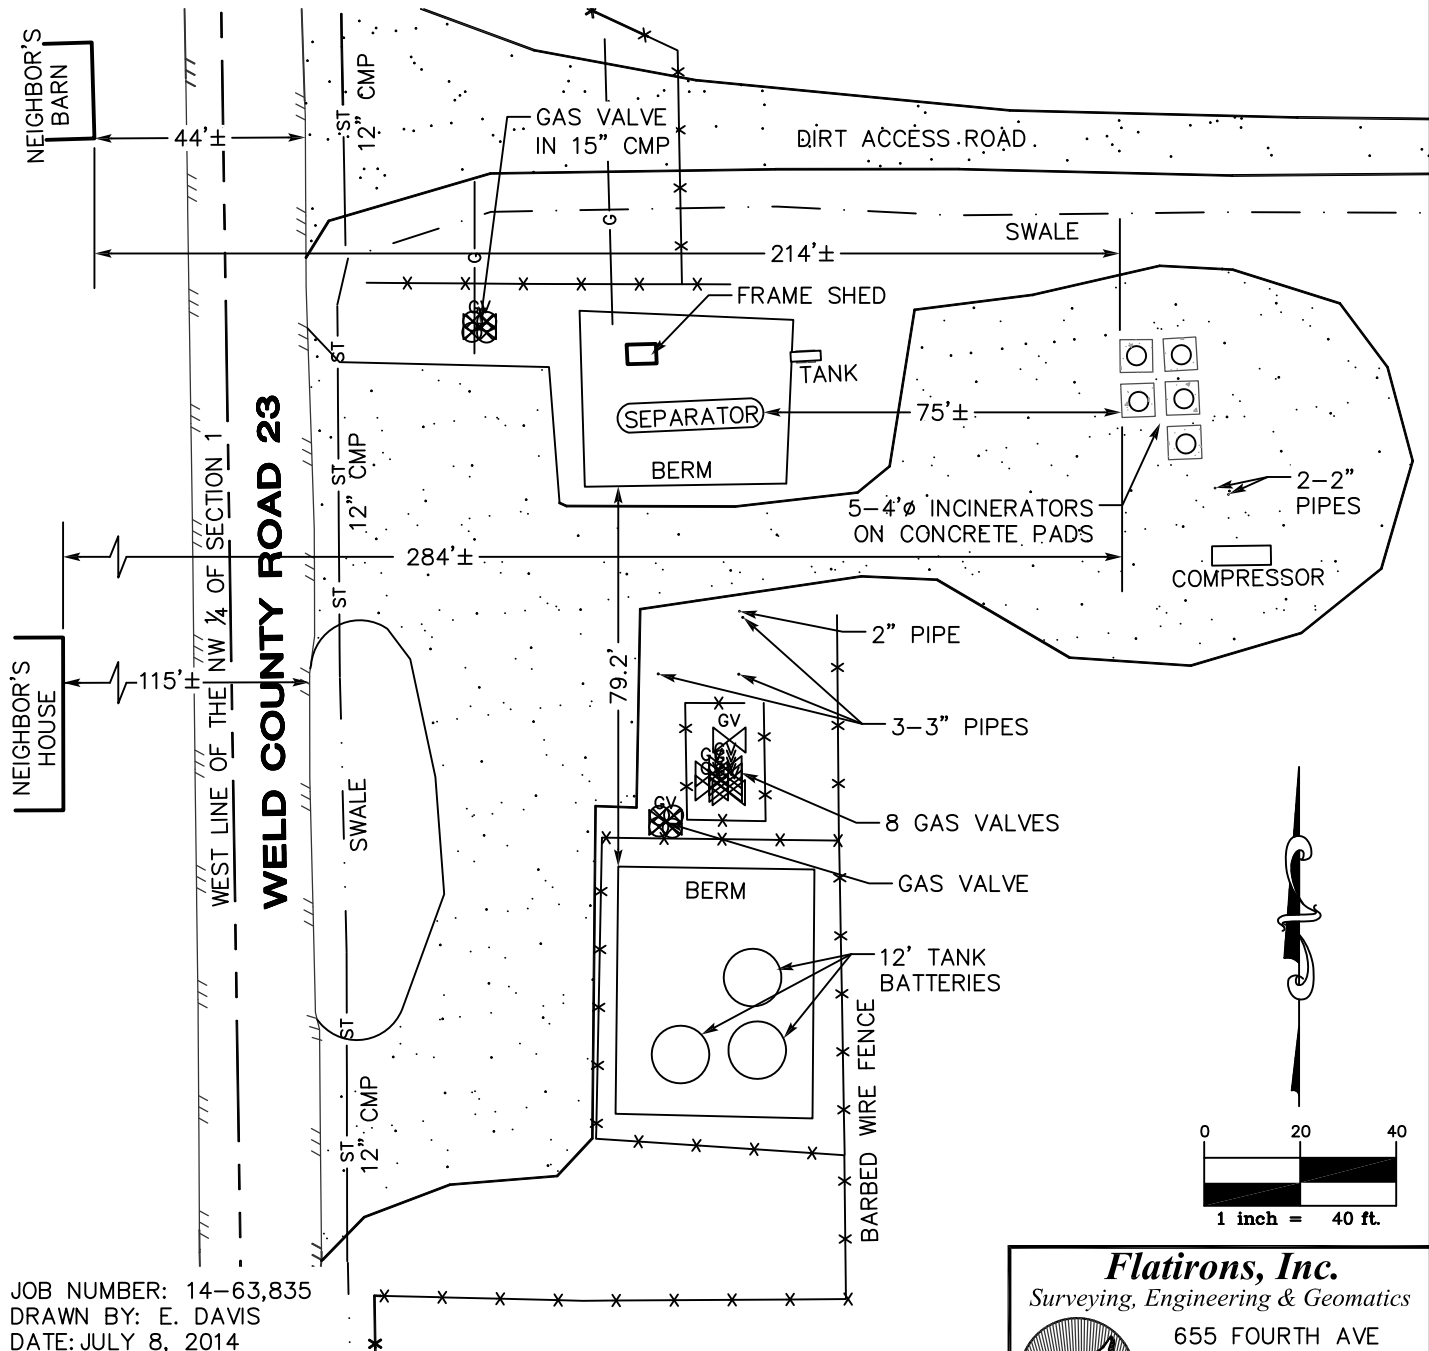 NEIGHBOR'S
BARN
44'±
ST
12" CMP
GAS VALVE
IN 15" CMP
DIRT ACCESS ROAD
G
G
SWALE
214'±
GV
FRAME SHED
TANK
ST
SEPARATOR
75'±
BERM
ST
12" CMP
5-4'ø INCINERATORS
ON CONCRETE PADS
2-2"
PIPES
284'±
COMPRESSOR
ST
WEST LINE OF THE NW ¼ OF SECTION 1
WELD COUNTY ROAD 23
2" PIPE
79.2'
115'±
NEIGHBOR'S
HOUSE
3-3" PIPES
GV
GV
SWALE
GV
8 GAS VALVES
GAS VALVE
BERM
12' TANK
BATTERIES
BARBED WIRE FENCE
ST
12" CMP
ST
0 20 40
1 inch = 40 ft.
JOB NUMBER: 14-63,835
DRAWN BY: E. DAVIS
DATE: JULY 8, 2014
Flatirons, Inc.
Surveying, Engineering & Geomatics
655 FOURTH AVE